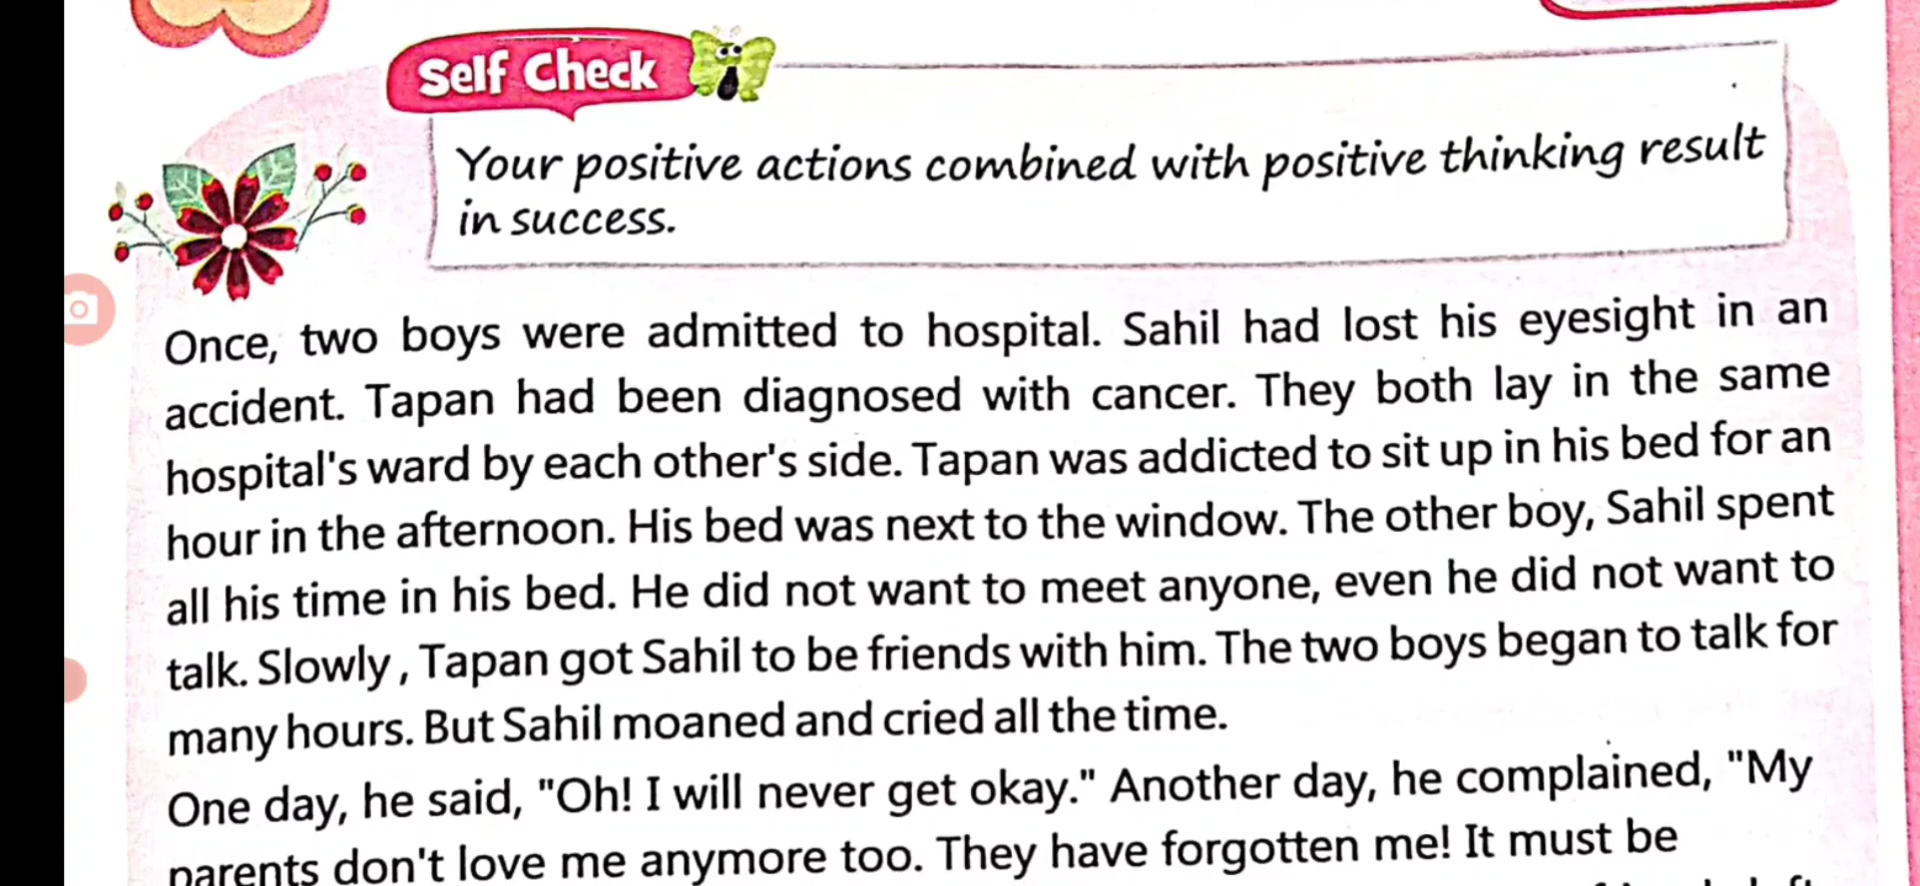 Self Check
Your positive actions combined with positive thinking result
in success.
Once, two boys were admitted to hospital. Sahil had lost his eyesight in an
accident. Tapan had been diagnosed with cancer. They both lay in the same
hospital's ward by each other's side. Tapan was addicted to sit up in his bed for an
hour in the afternoon. His bed was next to the window. The other boy, Sahil spent
all his time in his bed. He did not want to meet anyone, even he did not want to
talk. Slowly, Tapan got Sahil to be friends with him. The two boys began to talk for
many hours. But Sahil moaned and cried all the time.
One day, he said, "Oh! I will never get okay." Another day, he complained, "My
parents don't love me anymore too. They have forgotten me! It must be